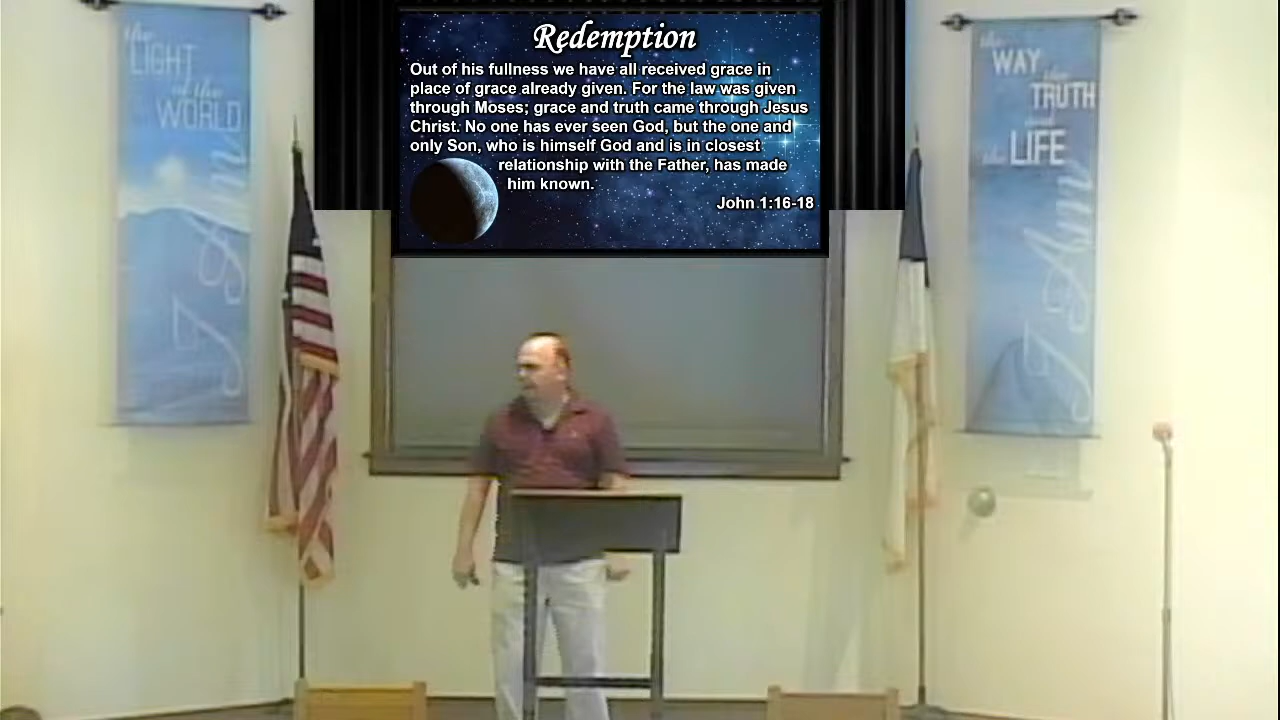 Redemption
Out of his fullness we have all received grace in
place of grace already given. For the law was given
through Moses; grace and truth came through Jesus
Christ. No one has ever seen God, but the one and
only Son, who is himself God and is in closest
relationship with the Father, has made
him known.
John 1:16-18
the
LIGHT
of the
WORLD
I Am
the
WAY
the
TRUTH
the LIFE
I Am